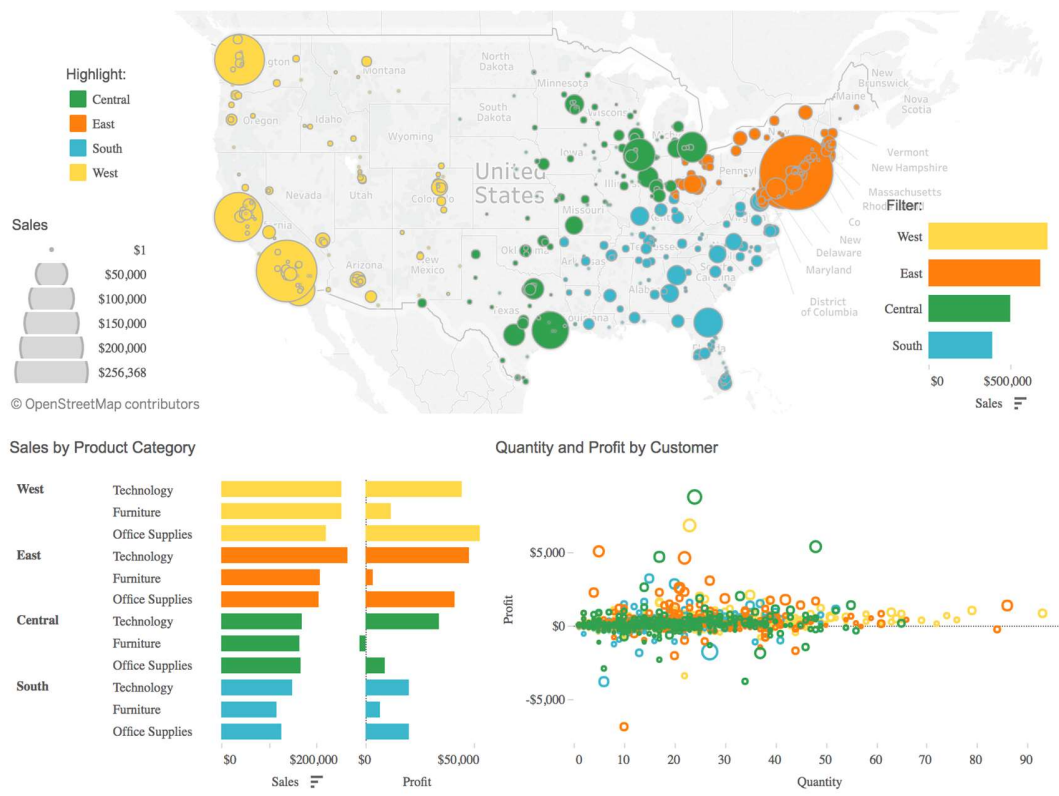 Highlight:
Central
East
South
West
Sales
$1
$50,000
$100,000
$150,000
$200,000
$256,368
© OpenStreetMap contributors
North
Dakota
Montana
Minnesota
South
Dakota
Oregon
Idaho
Wyoming
Iowa
United
States
Nevada
Utah
Missouri
Arizona
New
Mexico
New
Brunswick
Maine
Nova
Scotia
Vermont
New Hampshire
Massachusetts
Delaware
Maryland
District
of Columbia
Filter:
West
East
Central
South
$0
$500,000
Sales
Sales by Product Category
West
Technology
Furniture
Office Supplies
East
Technology
Furniture
Office Supplies
Central
Technology
Furniture
Office Supplies
South
Technology
Furniture
Office Supplies
$0
$200,000
$0
$50,000
Sales
Profit
Quantity and Profit by Customer
$5,000
$0
-$5,000
Profit
0
10
20
30
40
50
60
70
80
90
Quantity